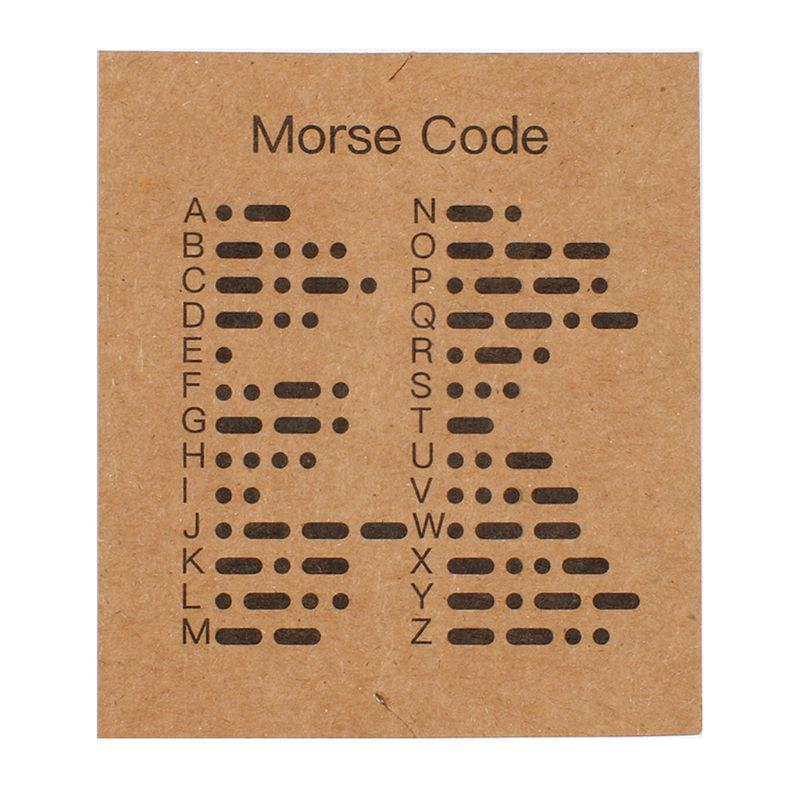 Morse Code
A •—
B —•••
C —•—•
D —••
E •
F ••—•
G ——•
H ••••
I ••
J •———
K —•—
L •—••
M ——
N —•
O ———
P •——•
Q ——•—
R •—•
S •••
T —
U ••—
V •••—
W •——
X —••—
Y —•——
Z ——••